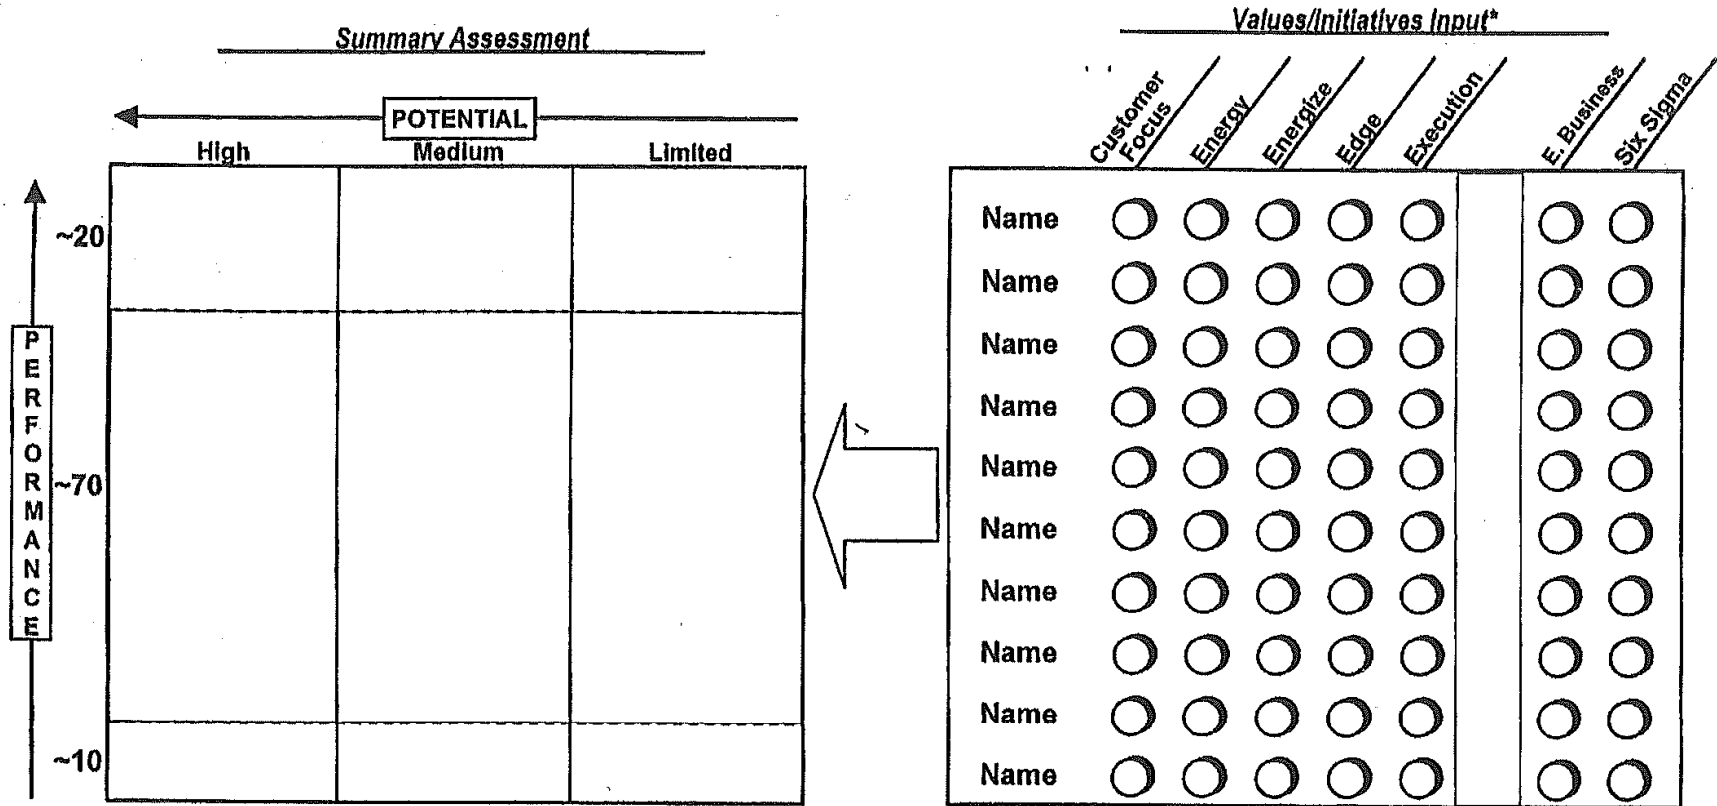 Summary Assessment
POTENTIAL
High Medium Limited
PERFORMANCE
~20
~70
~10
Values/Initiatives Input*
Customer Focus
Energy
Energize
Edge
Execution
E. Business
Six Sigma
Name
Name
Name
Name
Name
Name
Name
Name
Name
Name